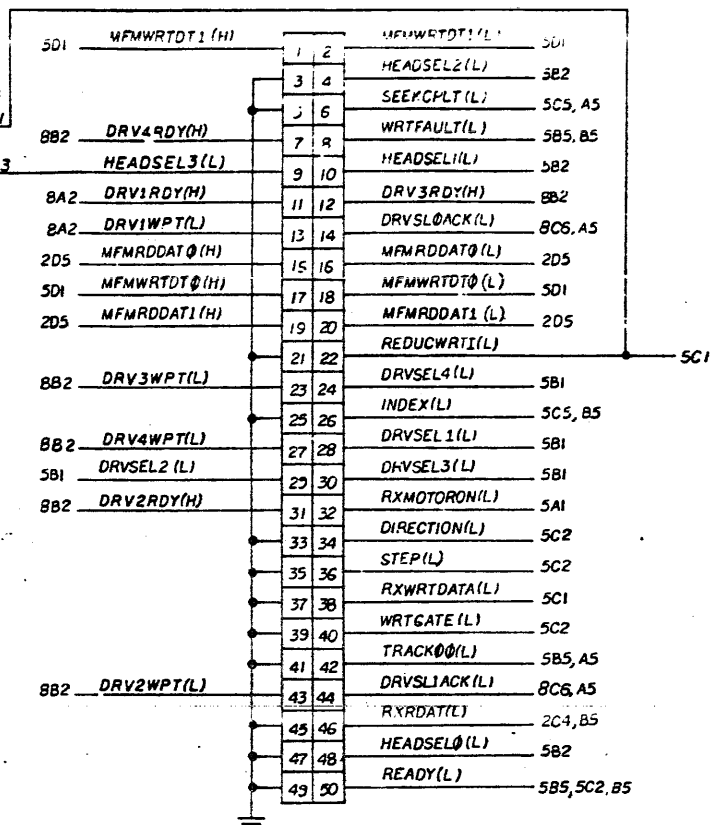 5D1 MFMWRTDT1(H) 1 2 MFMWRTDT1(L) 5D1
3 4 HEADSEL2(L) 5B2
5 6 SEEKCPLT(L) 5C5, A5
8B2 DRV4RDY(H) 7 8 WRTFAULT(L) 5B5, B5
3 HEADSEL3(L) 9 10 HEADSEL1(L) 5B2
8A2 DRV1RDY(H) 11 12 DRV3RDY(H) 8B2
8A2 DRV1WPT(L) 13 14 DRVSLØACK(L) 8C6, A5
2D5 MFMRDDATØ(H) 15 16 MFMRDDATØ(L) 2D5
5D1 MFMWRTDTØ(H) 17 18 MFMWRTDTØ(L) 5D1
2D5 MFMRDDAT1(H) 19 20 MFMRDDAT1(L) 2D5
21 22 REDUCWRTI(L) 5C1
8B2 DRV3WPT(L) 23 24 DRVSEL4(L) 5B1
25 26 INDEX(L) 5C5, B5
8B2 DRV4WPT(L) 27 28 DRVSEL1(L) 5B1
5B1 DRVSEL2(L) 29 30 DRVSEL3(L) 5B1
8B2 DRV2RDY(H) 31 32 RXMOTORON(L) 5A1
33 34 DIRECTION(L) 5C2
35 36 STEP(L) 5C2
37 38 RXWRTDATA(L) 5C1
39 40 WRTGATE(L) 5C2
41 42 TRACKØØ(L) 5B5, A5
8B2 DRV2WPT(L) 43 44 DRVSL1ACK(L) 8C6, A5
45 46 RXRDAT(L) 2C4, B5
47 48 HEADSELØ(L) 5B2
49 50 READY(L) 5B5, 5C2, B5